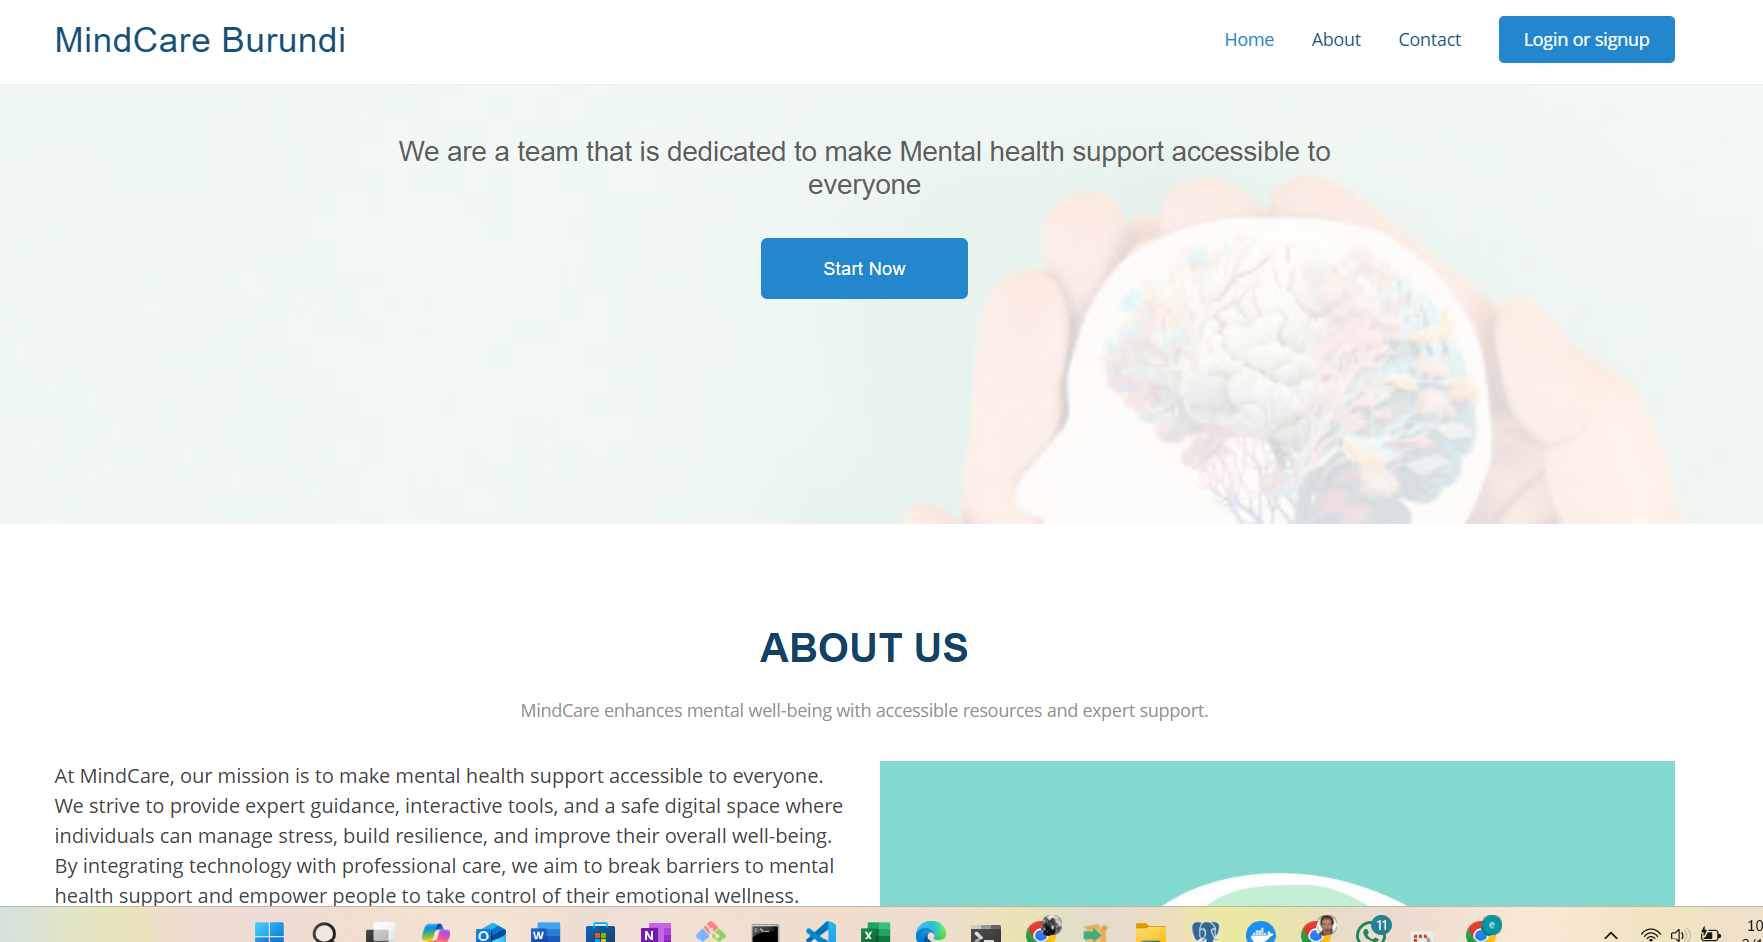 MindCare Burundi
Home
About
Contact
Login or signup
We are a team that is dedicated to make Mental health support accessible to
everyone
Start Now
ABOUT US
MindCare enhances mental well-being with accessible resources and expert support.
At MindCare, our mission is to make mental health support accessible to everyone.
We strive to provide expert guidance, interactive tools, and a safe digital space where
individuals can manage stress, build resilience, and improve their overall well-being.
By integrating technology with professional care, we aim to break barriers to mental
health support and empower people to take control of their emotional wellness.
11
10